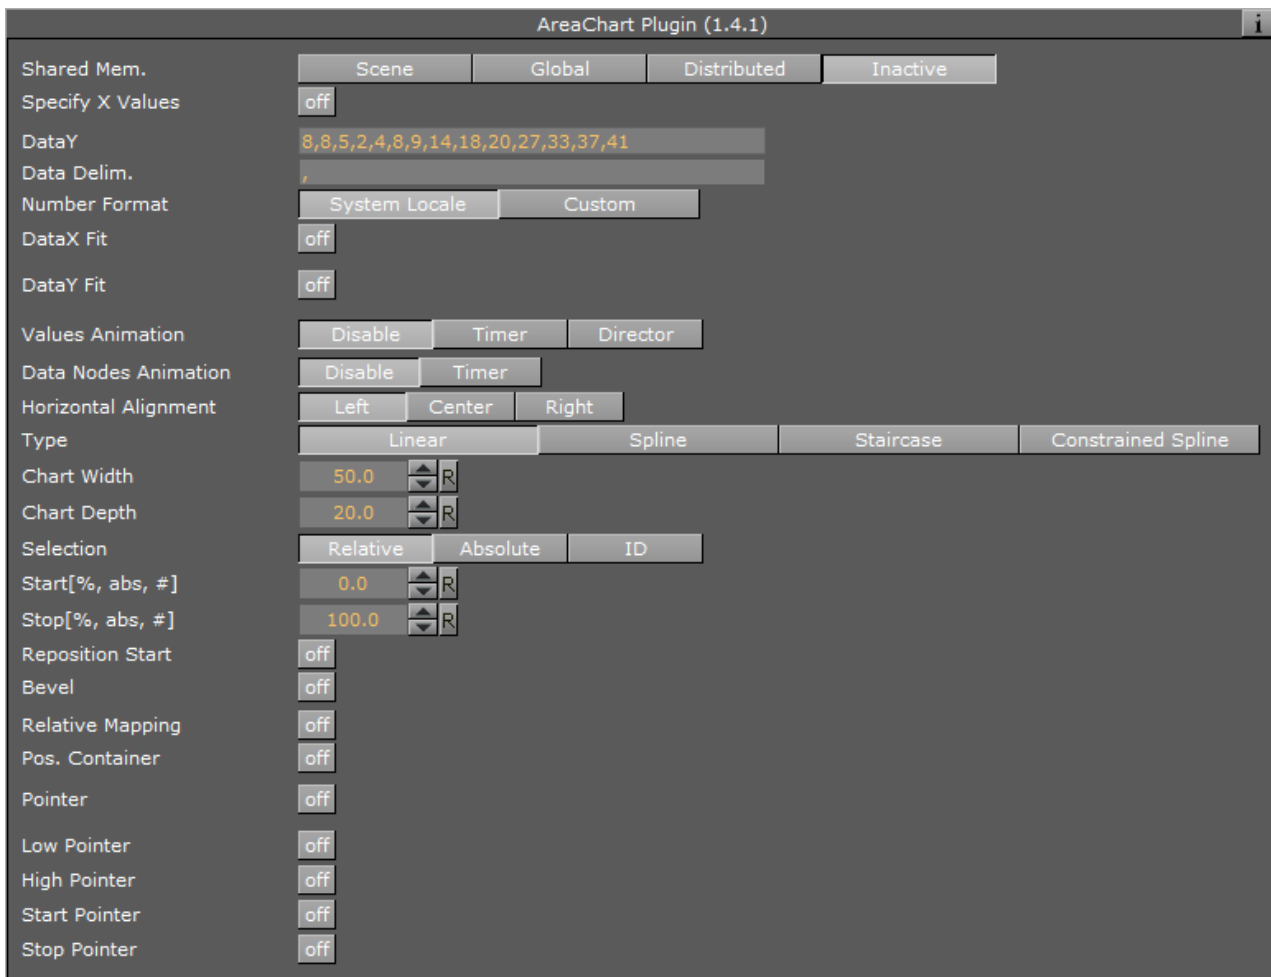 AreaChart Plugin (1.4.1) i
Shared Mem. Scene Global Distributed Inactive
Specify X Values off
DataY 8,8,5,2,4,8,9,14,18,20,27,33,37,41
Data Delim. ,
Number Format System Locale Custom
DataX Fit off
DataY Fit off
Values Animation Disable Timer Director
Data Nodes Animation Disable Timer
Horizontal Alignment Left Center Right
Type Linear Spline Staircase Constrained Spline
Chart Width 50.0 R
Chart Depth 20.0 R
Selection Relative Absolute ID
Start[%, abs, #] 0.0 R
Stop[%, abs, #] 100.0 R
Reposition Start off
Bevel off
Relative Mapping off
Pos. Container off
Pointer off
Low Pointer off
High Pointer off
Start Pointer off
Stop Pointer off